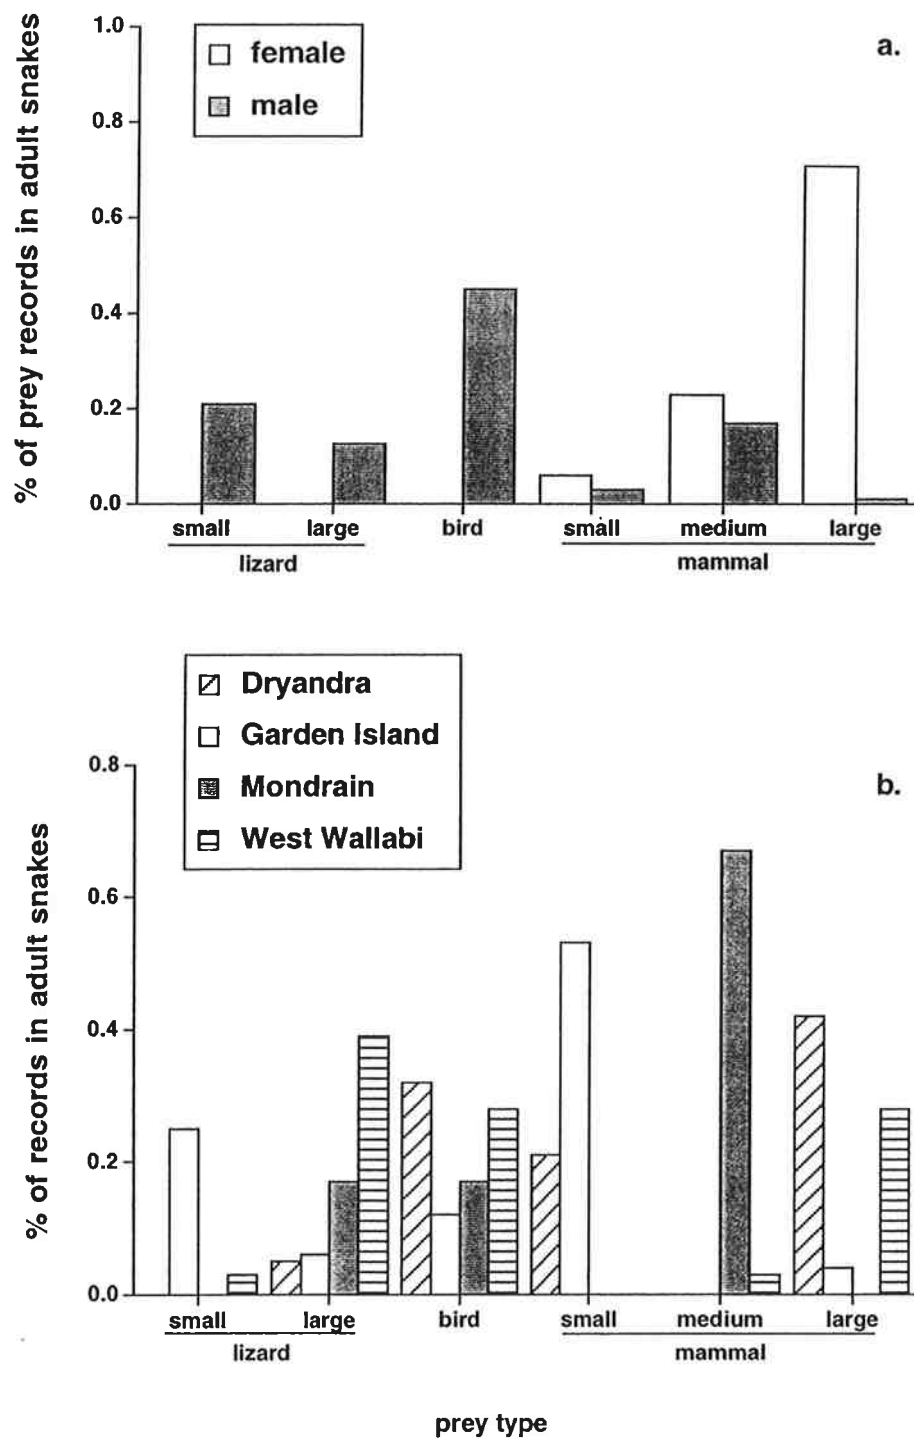 % of prey records in adult snakes
1.0
0.8
0.6
0.4
0.2
0.0
female
male
a.
small large bird small medium large
lizard mammal
% of records in adult snakes
0.8
0.6
0.4
0.2
0.0
Dryandra
Garden Island
Mondrain
West Wallabi
b.
small large bird small medium large
lizard mammal
prey type